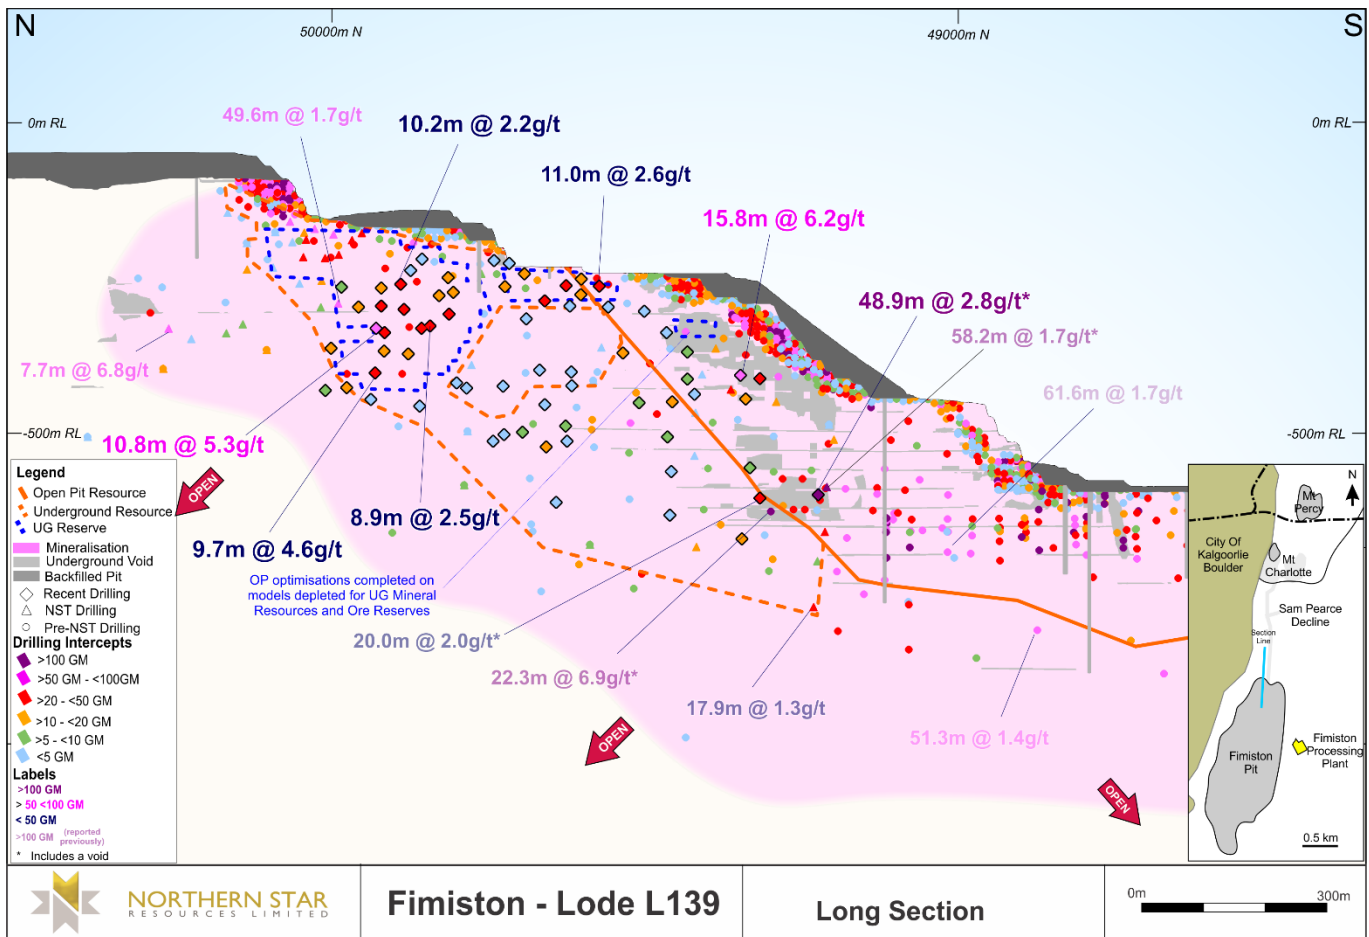 N
S
50000m N
49000m N
0m RL
0m RL
49.6m @ 1.7g/t
10.2m @ 2.2g/t
11.0m @ 2.6g/t
15.8m @ 6.2g/t
48.9m @ 2.8g/t*
58.2m @ 1.7g/t*
7.7m @ 6.8g/t
61.6m @ 1.7g/t
10.8m @ 5.3g/t
-500m RL
-500m RL
OPEN
8.9m @ 2.5g/t
9.7m @ 4.6g/t
OP optimisations completed on
models depleted for UG Mineral
Resources and Ore Reserves
20.0m @ 2.0g/t*
22.3m @ 6.9g/t*
17.9m @ 1.3g/t
51.3m @ 1.4g/t
OPEN
OPEN
Legend
Open Pit Resource
Underground Resource
UG Reserve
Mineralisation
Underground Void
Backfilled Pit
Recent Drilling
NST Drilling
Pre-NST Drilling
Drilling Intercepts
>100 GM
>50 GM - <100GM
>20 - <50 GM
>10 - <20 GM
>5 - <10 GM
<5 GM
Labels
>100 GM
> 50 <100 GM
< 50 GM
>100 GM (reported
previously)
* Includes a void
N
Mt
Percy
City Of
Kalgoorlie
Boulder
Mt
Charlotte
Sam Pearce
Decline
Section
Line
Fimiston
Pit
Fimiston
Processing
Plant
0.5 km
NORTHERN STAR
RESOURCES LIMITED
Fimiston - Lode L139
Long Section
0m
300m